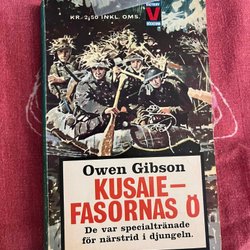 KR. 2:50 INKL. OMS.
V
Owen Gibson
KUSAIE–
FASORNAS Ö
De var specialtränade
för närstrid i djungeln.